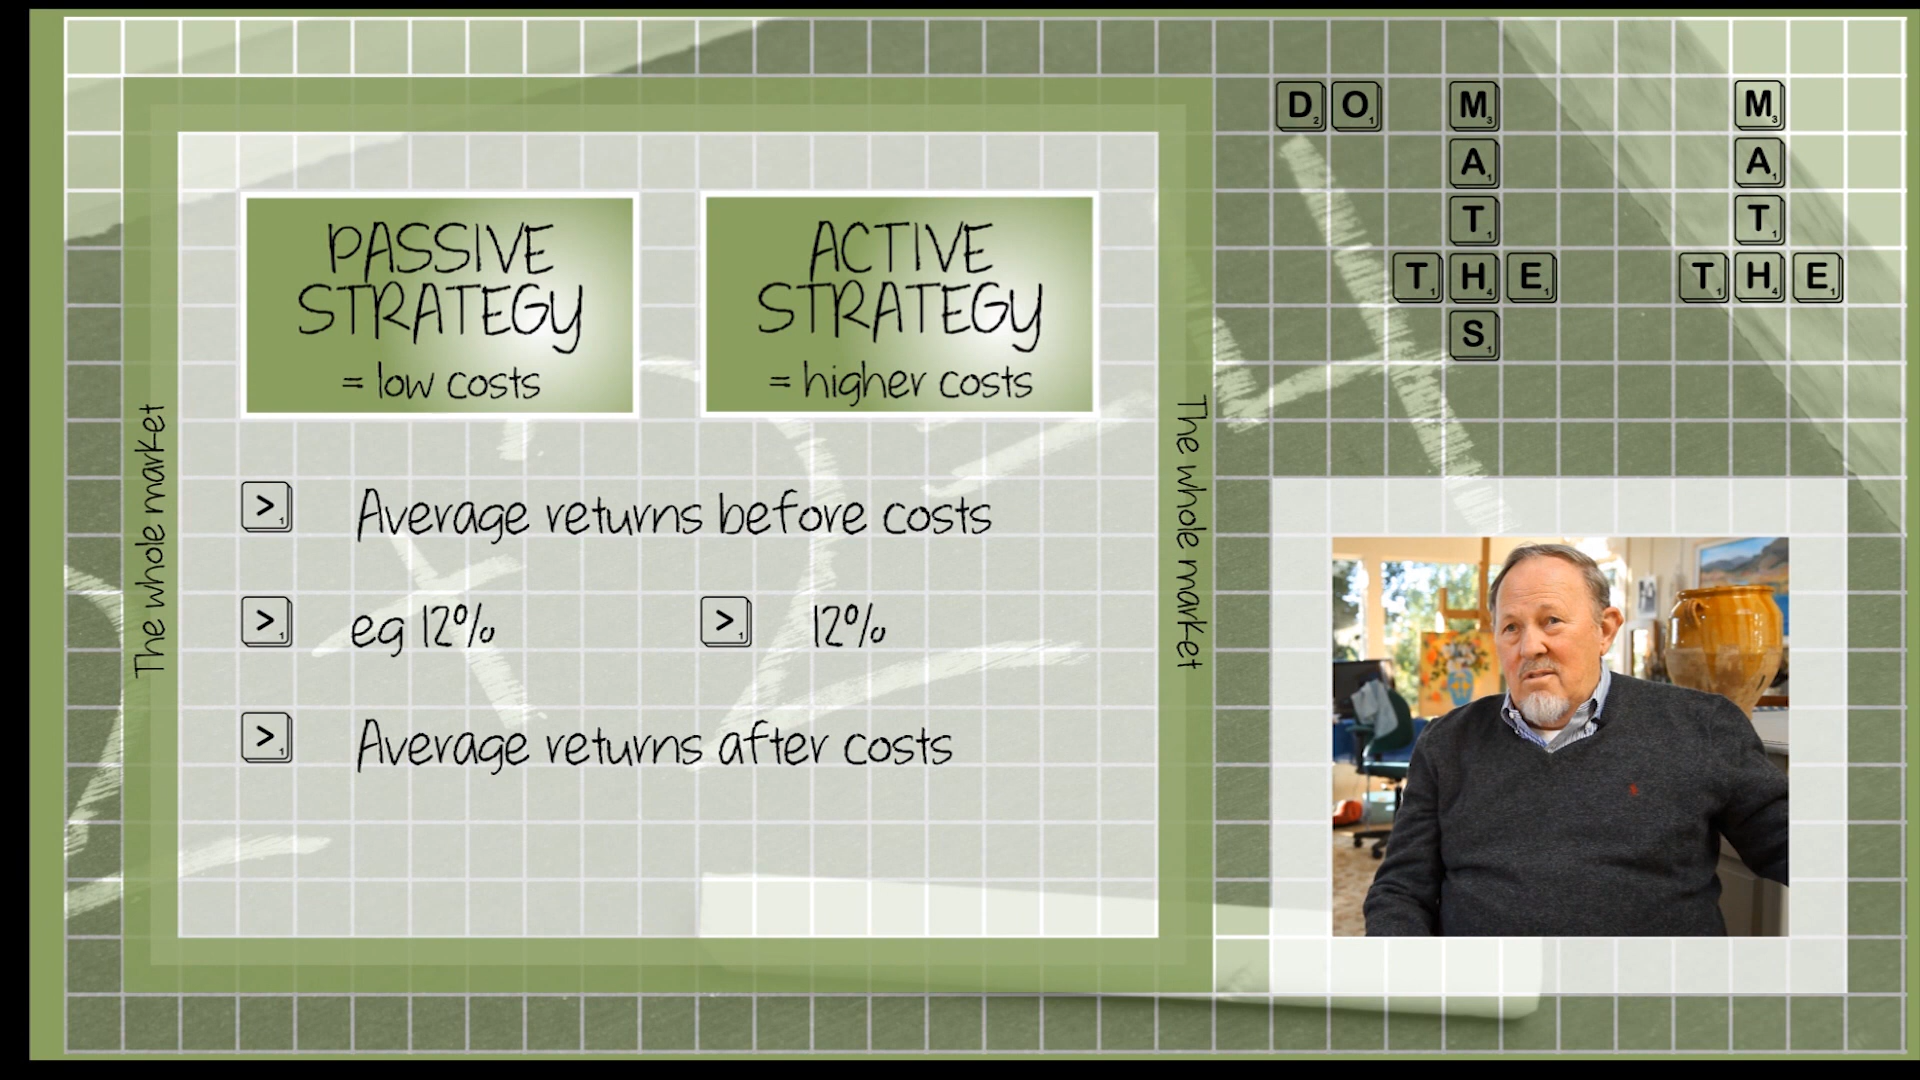 PASSIVE
STRATEGY
= low costs
ACTIVE
STRATEGY
= higher costs
> Average returns before costs
> eg 12%
> 12%
> Average returns after costs
The whole market
The whole market
DO
MATHS
THE
MATH
THE